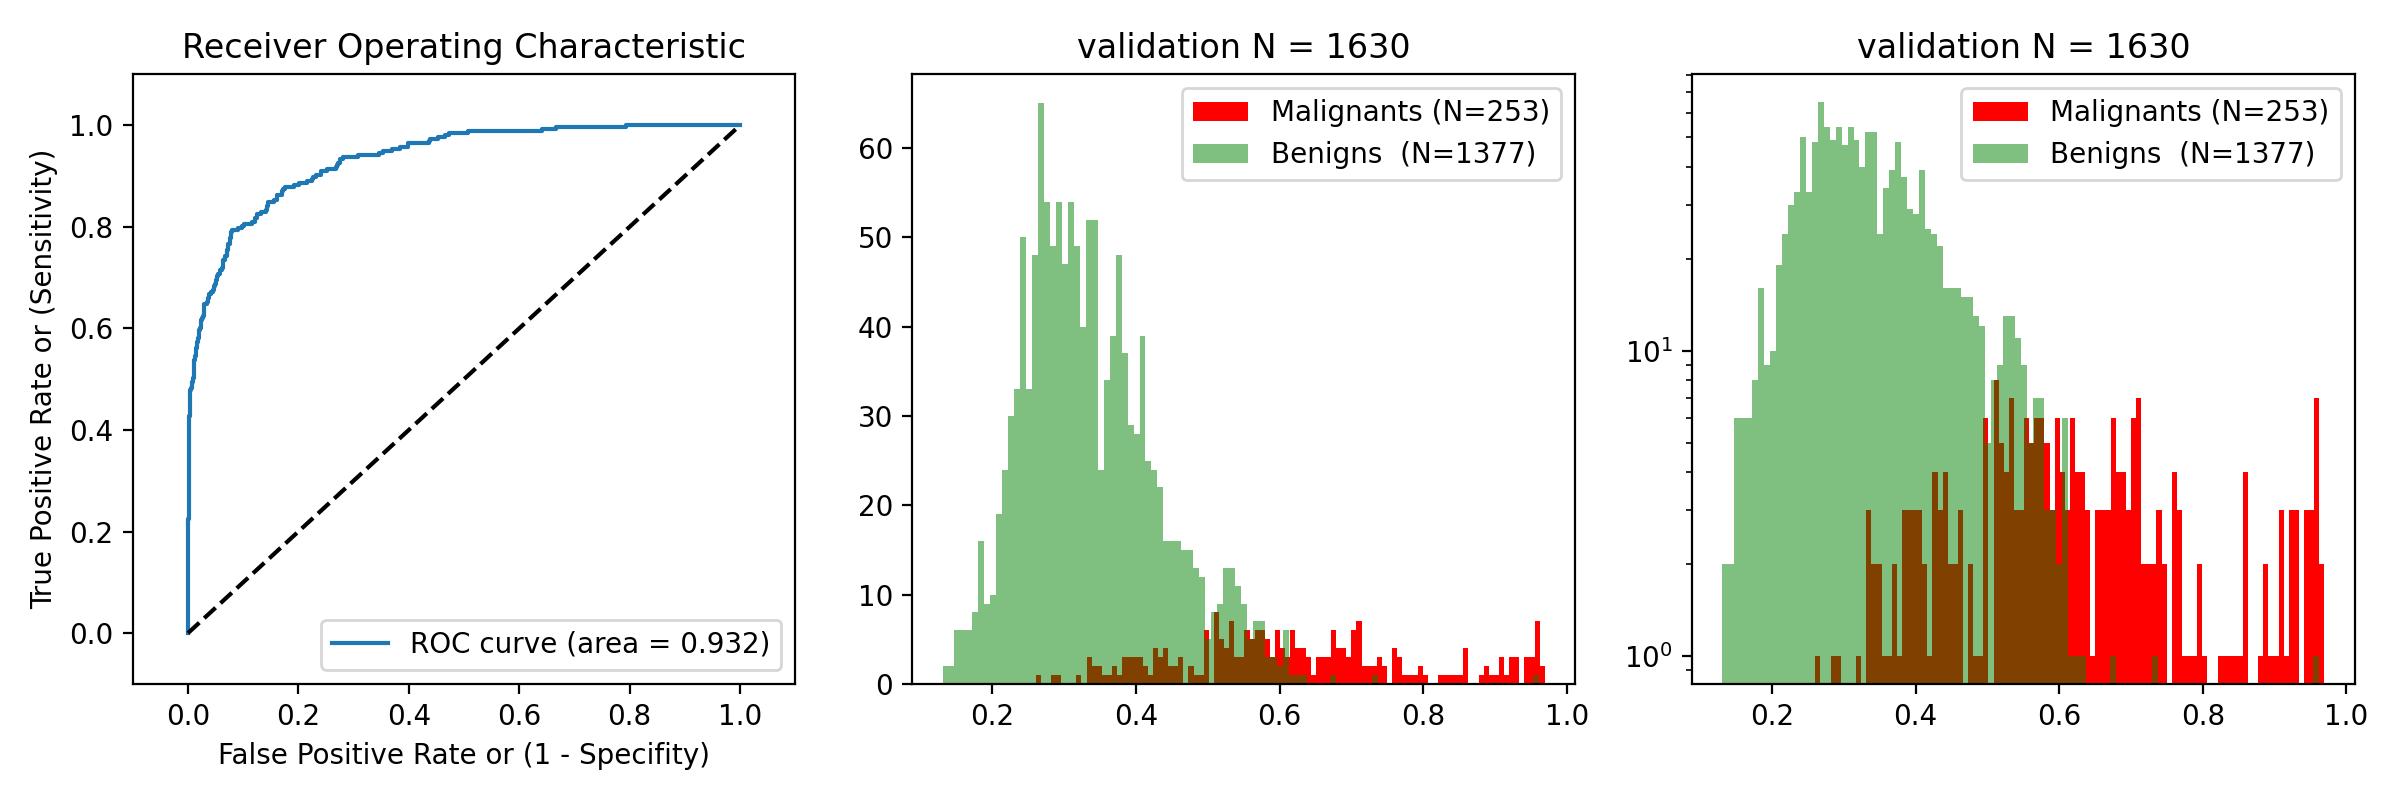 Receiver Operating Characteristic
True Positive Rate or (Sensitivity)
1.0
0.8
0.6
0.4
0.2
0.0
ROC curve (area = 0.932)
0.0 0.2 0.4 0.6 0.8 1.0
False Positive Rate or (1 - Specifity)
validation N = 1630
Malignants (N=253)
Benigns (N=1377)
60
50
40
30
20
10
0
0.2 0.4 0.6 0.8 1.0
validation N = 1630
Malignants (N=253)
Benigns (N=1377)
10¹
10⁰
0.2 0.4 0.6 0.8 1.0